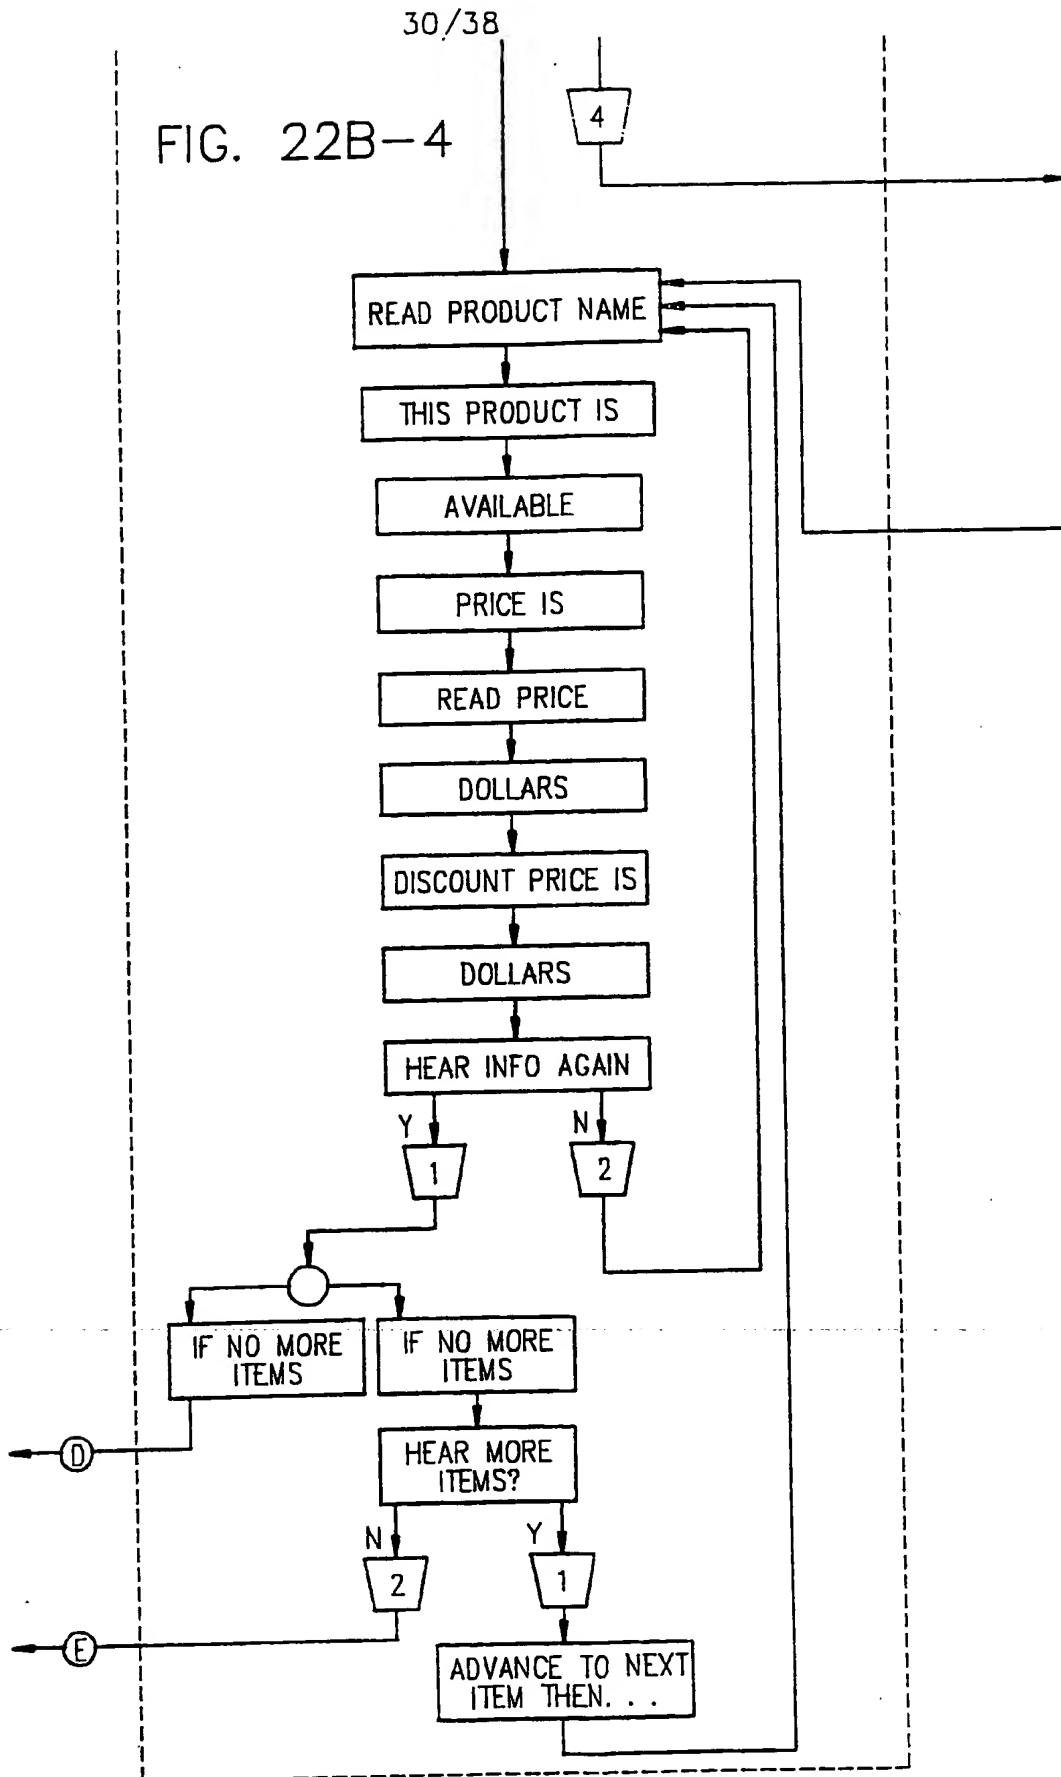 30/38
FIG. 22B-4
4
READ PRODUCT NAME
THIS PRODUCT IS
AVAILABLE
PRICE IS
READ PRICE
DOLLARS
DISCOUNT PRICE IS
DOLLARS
HEAR INFO AGAIN
Y
N
1
2
IF NO MORE
ITEMS
IF NO MORE
ITEMS
D
HEAR MORE
ITEMS?
N
Y
2
1
E
ADVANCE TO NEXT
ITEM THEN. . .